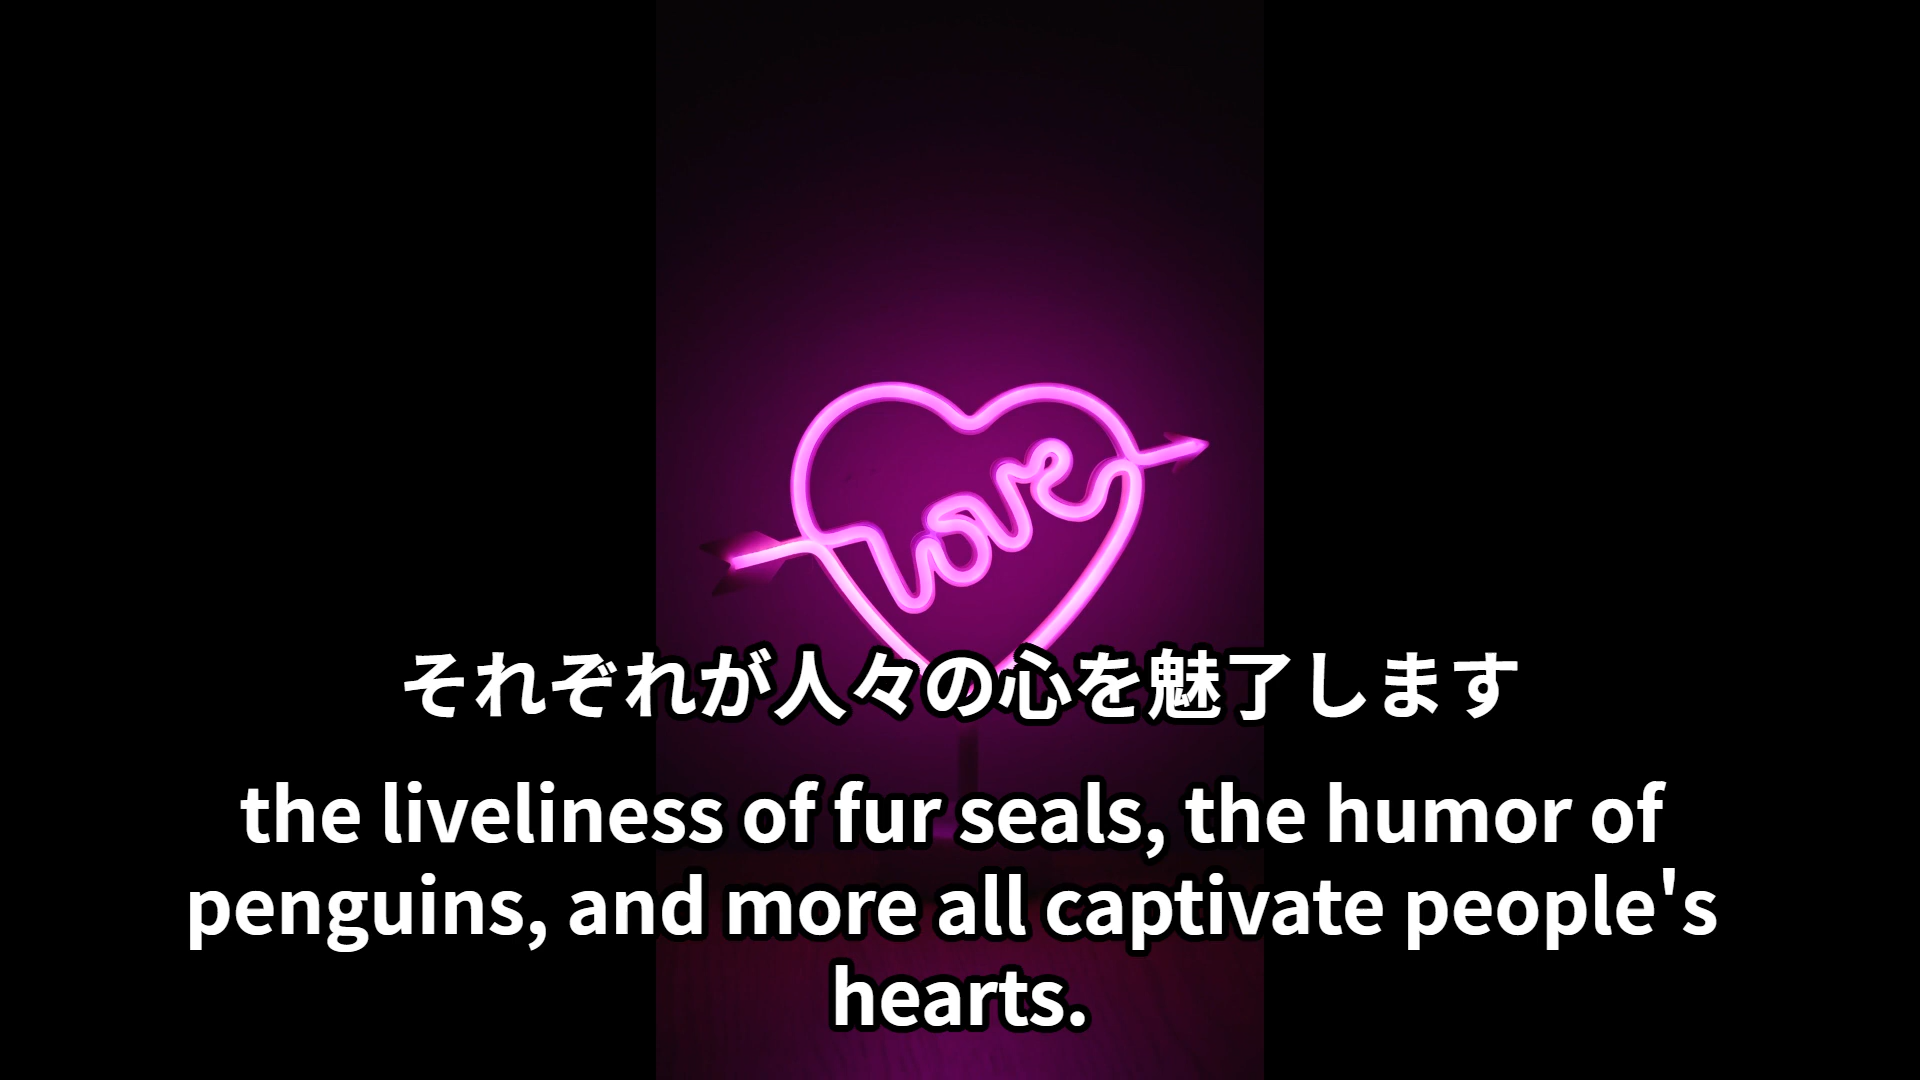 love
それぞれが人々の心を魅了します
the liveliness of fur seals, the humor of
penguins, and more all captivate people's
hearts.